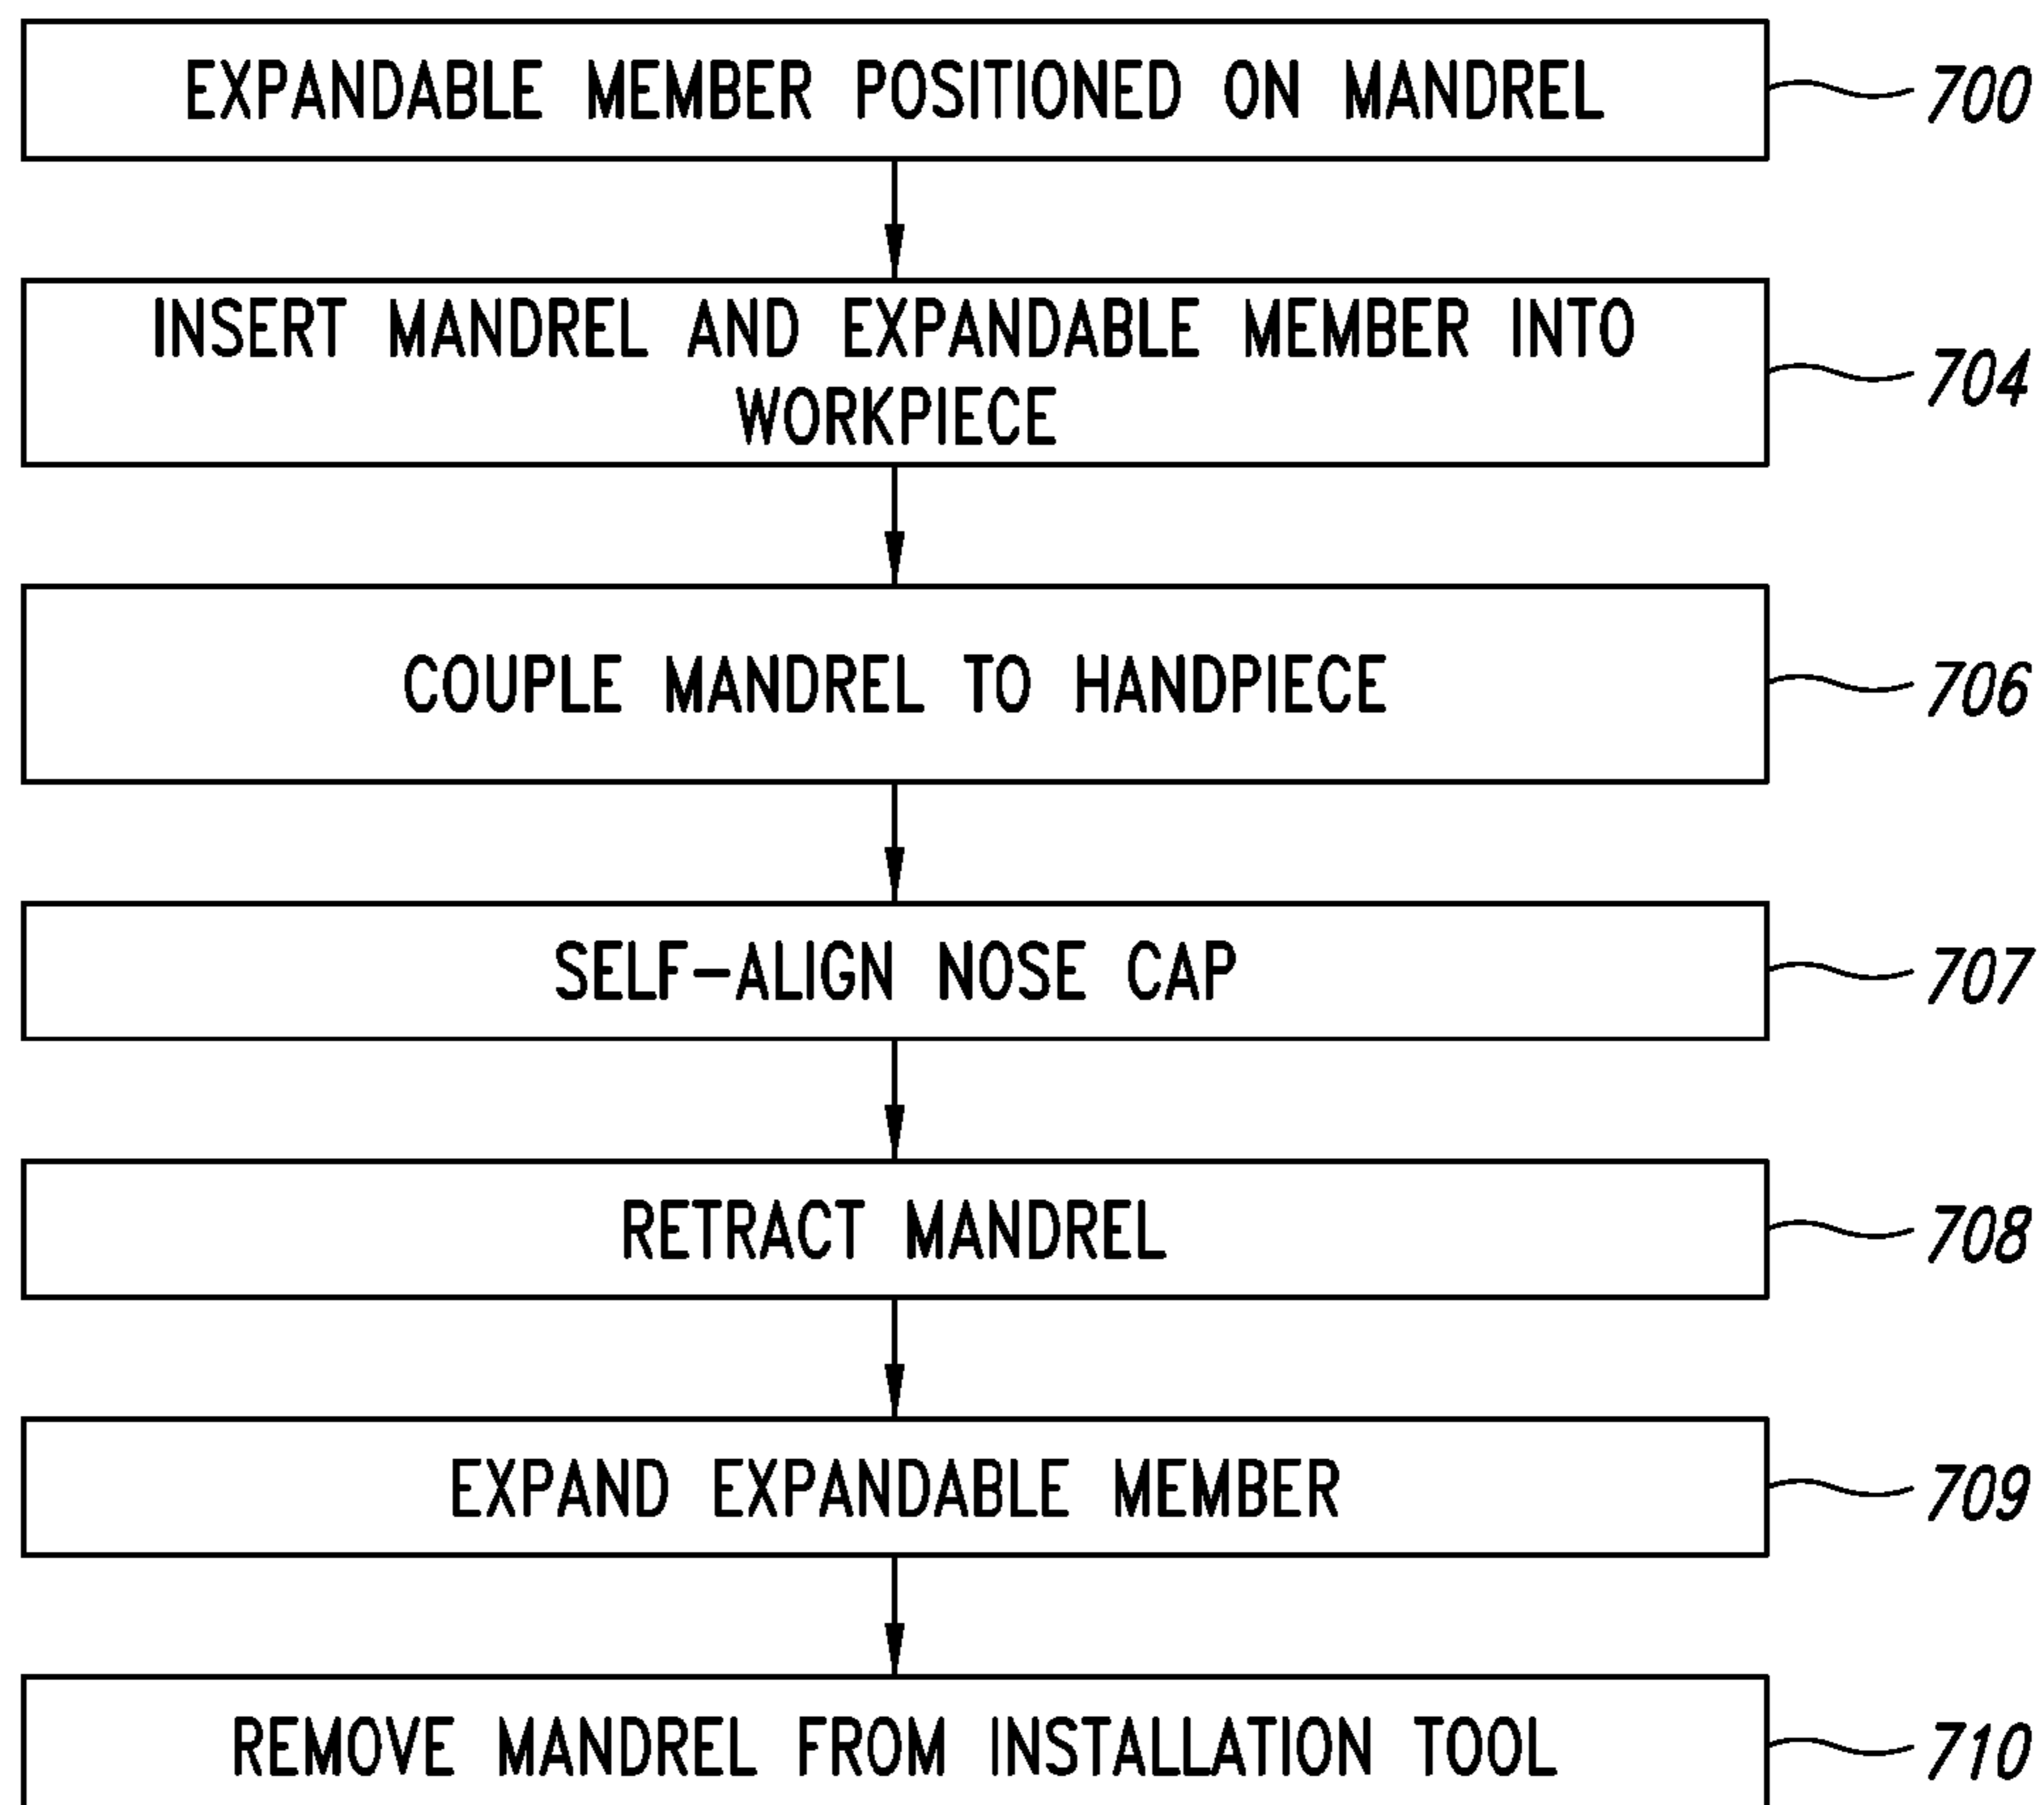 EXPANDABLE MEMBER POSITIONED ON MANDREL
700
INSERT MANDREL AND EXPANDABLE MEMBER INTO
WORKPIECE
704
COUPLE MANDREL TO HANDPIECE
706
SELF-ALIGN NOSE CAP
707
RETRACT MANDREL
708
EXPAND EXPANDABLE MEMBER
709
REMOVE MANDREL FROM INSTALLATION TOOL
710